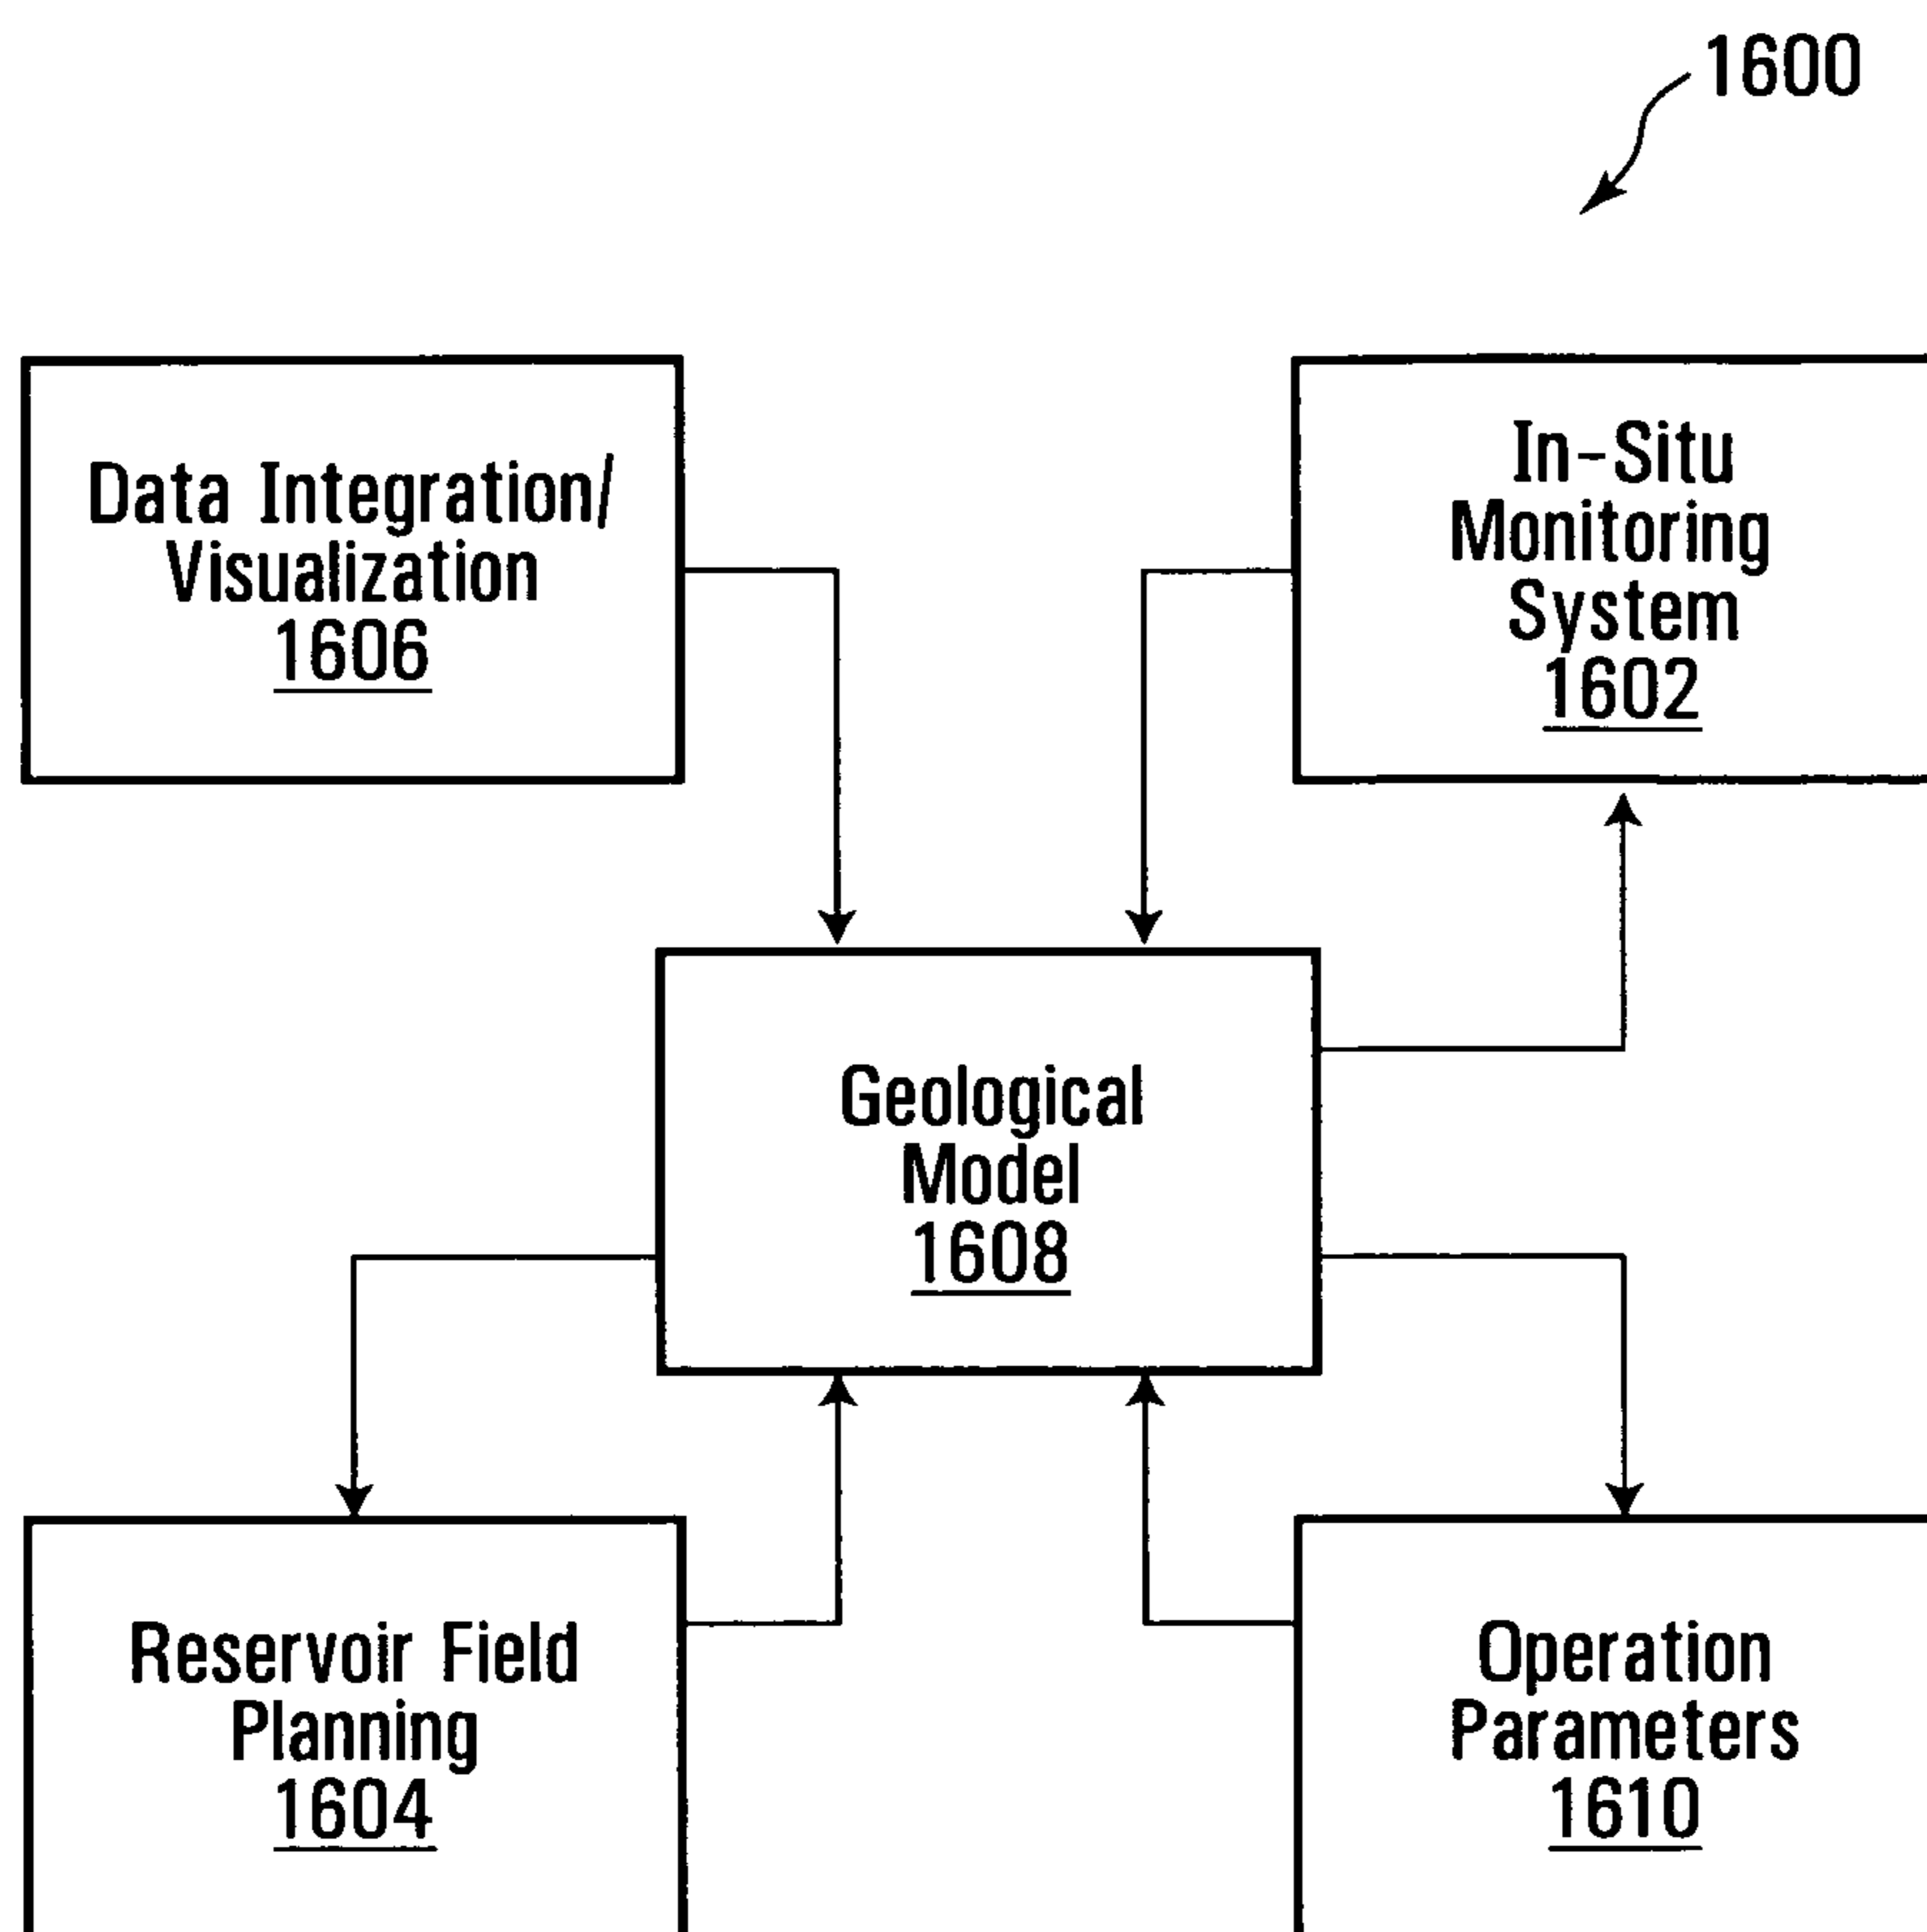 1600
Data Integration/
Visualization
1606
In-Situ
Monitoring
System
1602
Geological
Model
1608
Reservoir Field
Planning
1604
Operation
Parameters
1610